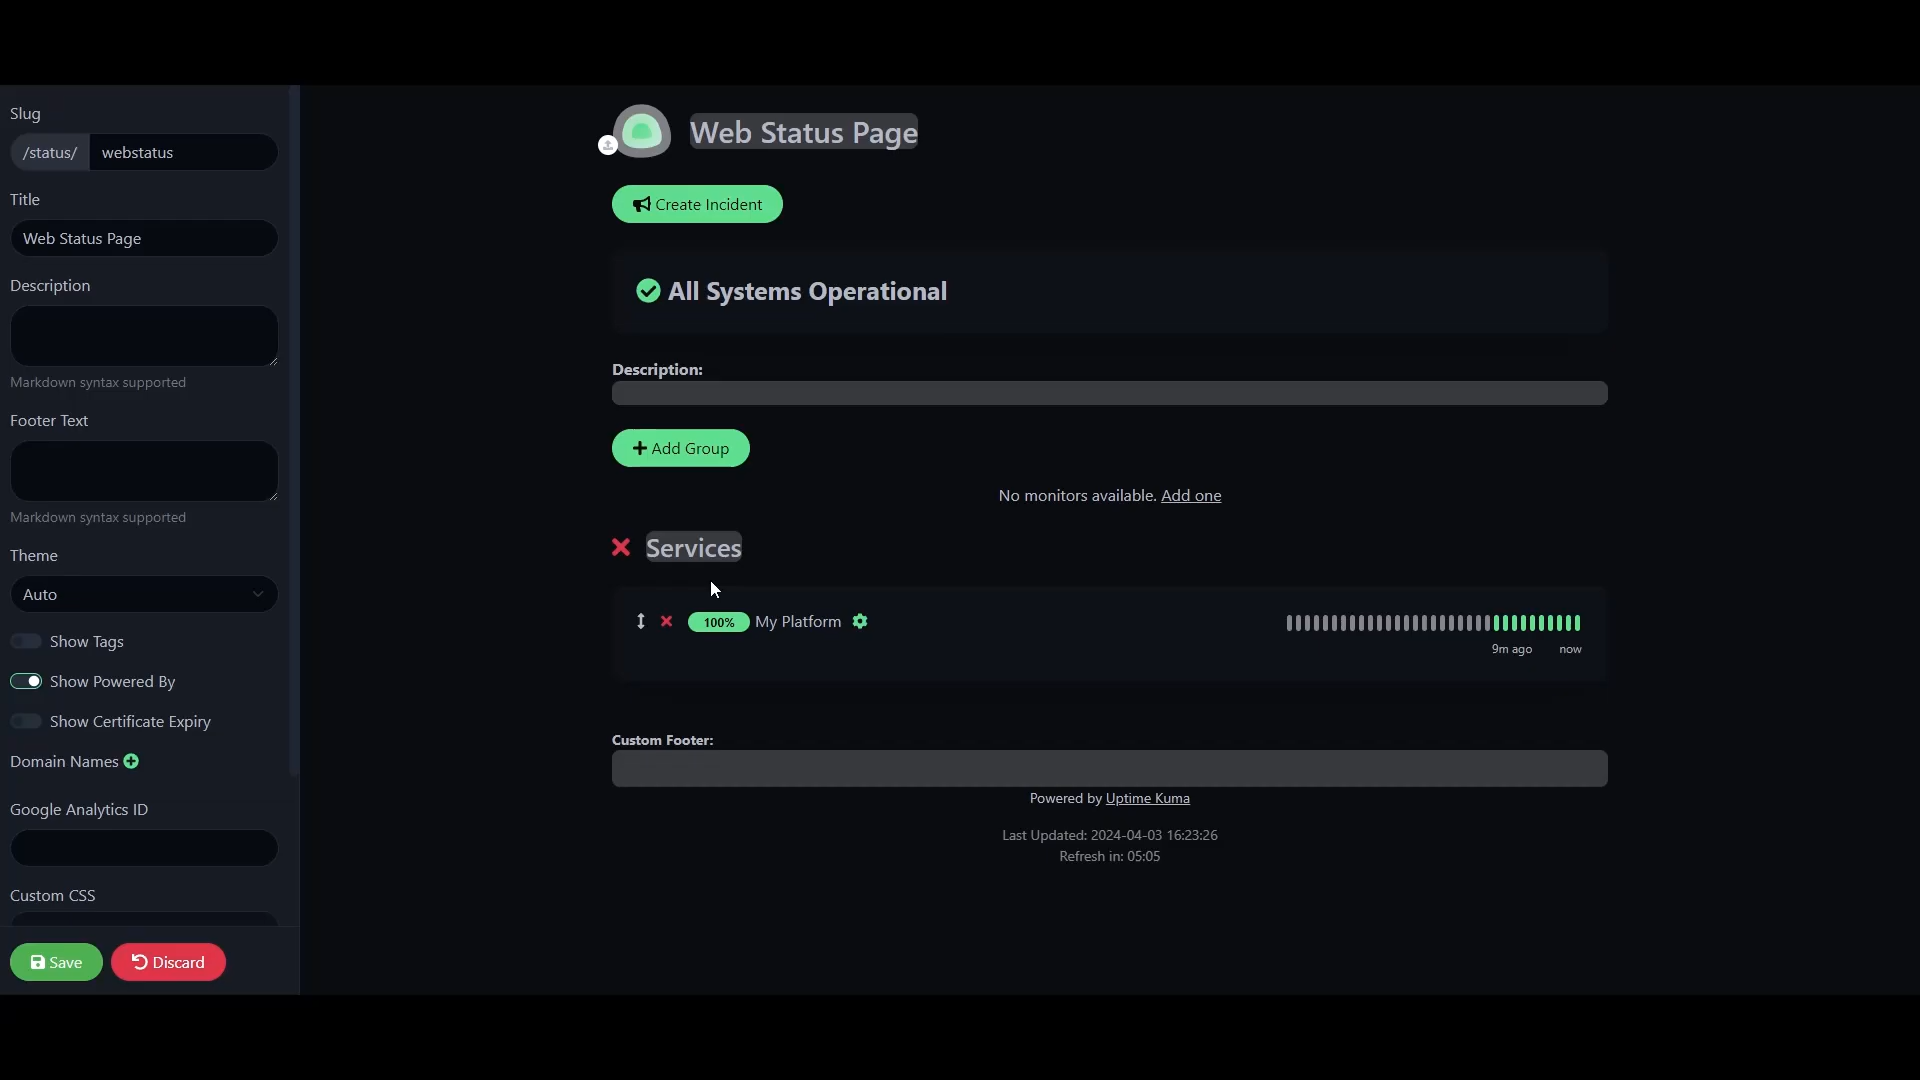 Slug
/status/ webstatus
Title
Web Status Page
Description
Markdown syntax supported
Footer Text
Markdown syntax supported
Theme
Auto
Show Tags
Show Powered By
Show Certificate Expiry
Domain Names
Google Analytics ID
Custom CSS
Save Discard
Web Status Page
Create Incident
All Systems Operational
Description:
Add Group
No monitors available. Add one
Services
100% My Platform
9m ago now
Custom Footer:
Powered by Uptime Kuma
Last Updated: 2024-04-03 16:23:26
Refresh in: 05:05